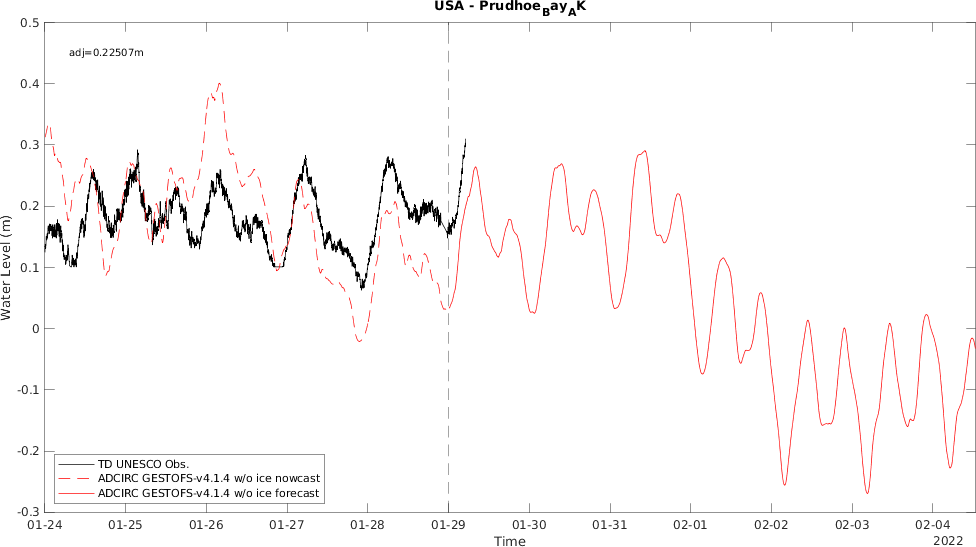 USA - Prudhoe_Bay_AK
adj=0.22507m
0.5
0.4
0.3
0.2
0.1
0
-0.1
-0.2
-0.3
Water Level (m)
TD UNESCO Obs.
ADCIRC GESTOFS-v4.1.4 w/o ice nowcast
ADCIRC GESTOFS-v4.1.4 w/o ice forecast
01-24 01-25 01-26 01-27 01-28 01-29 01-30 01-31 02-01 02-02 02-03 02-04
Time
2022